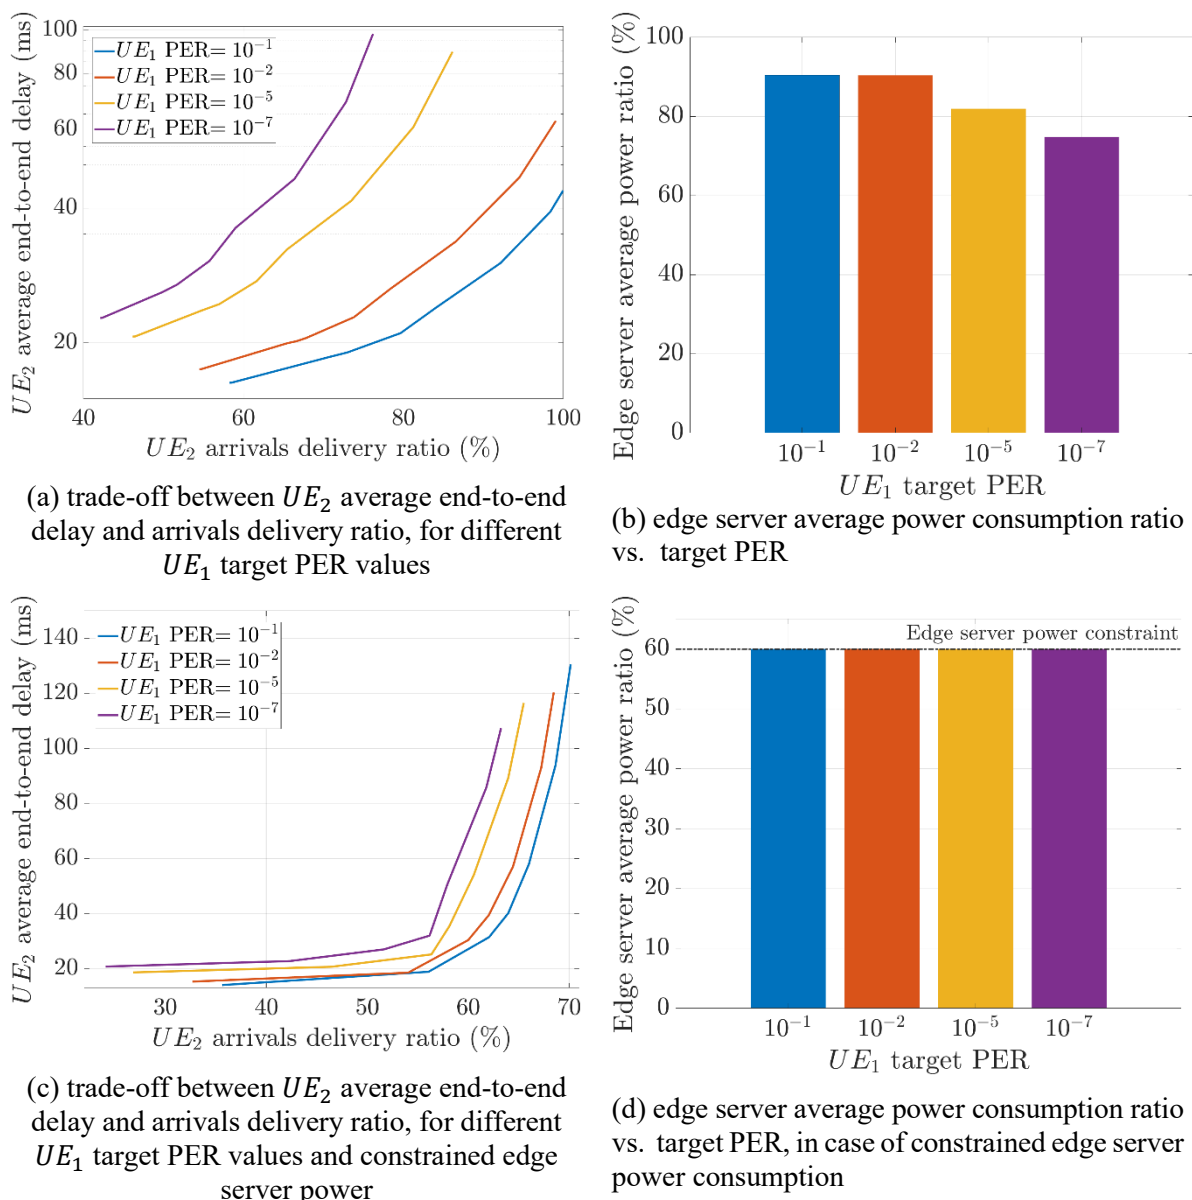 UE₂ average end-to-end delay (ms)
100
80
60
40
20
UE₁ PER= 10⁻¹
UE₁ PER= 10⁻²
UE₁ PER= 10⁻⁵
UE₁ PER= 10⁻⁷
40
60
80
100
UE₂ arrivals delivery ratio (%)
(a) trade-off between UE₂ average end-to-end
delay and arrivals delivery ratio, for different
UE₁ target PER values
Edge server average power ratio (%)
100
80
60
40
20
0
10⁻¹
10⁻²
10⁻⁵
10⁻⁷
UE₁ target PER
(b) edge server average power consumption ratio
vs. target PER
UE₂ average end-to-end delay (ms)
140
120
100
80
60
40
20
UE₁ PER= 10⁻¹
UE₁ PER= 10⁻²
UE₁ PER= 10⁻⁵
UE₁ PER= 10⁻⁷
30
40
50
60
70
UE₂ arrivals delivery ratio (%)
(c) trade-off between UE₂ average end-to-end
delay and arrivals delivery ratio, for different
UE₁ target PER values and constrained edge
server power
Edge server average power ratio (%)
Edge server power constraint
60
50
40
30
20
10
0
10⁻¹
10⁻²
10⁻⁵
10⁻⁷
UE₁ target PER
(d) edge server average power consumption ratio
vs. target PER, in case of constrained edge server
power consumption